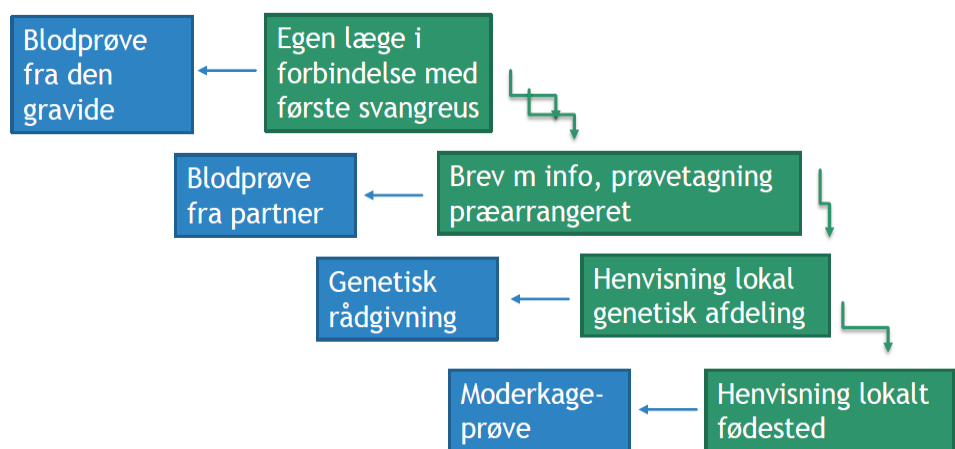 Blodprøve
fra den
gravide
Egen læge i
forbindelse med
første svangreus
Blodprøve
fra partner
Brev m info, prøvetagning
præarrangeret
Genetisk
rådgivning
Henvisning lokal
genetisk afdeling
Moderkage-
prøve
Henvisning lokalt
fødested